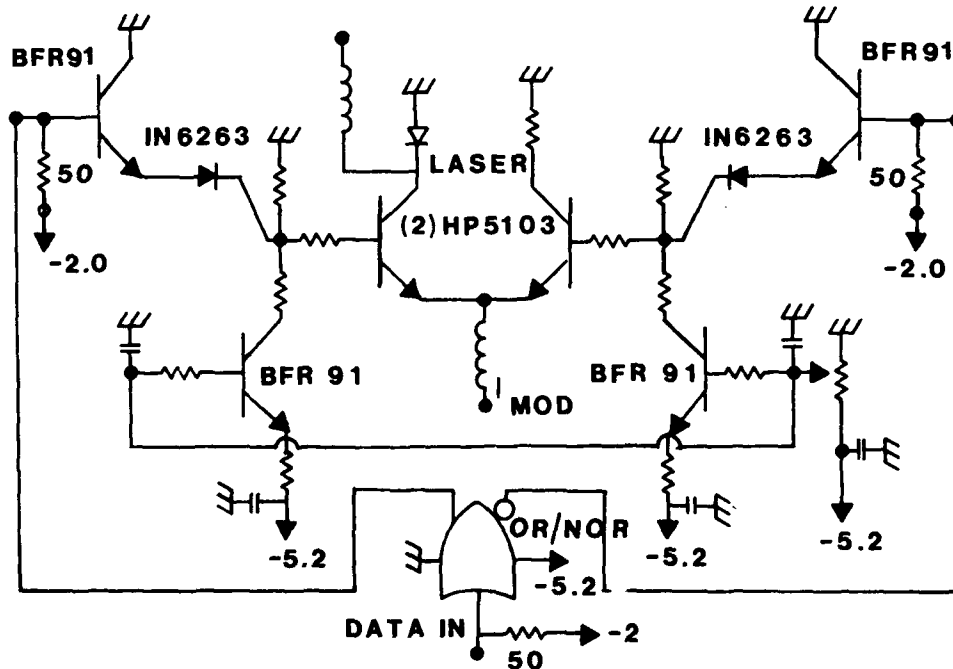 BFR91
BFR91
IN6263
IN6263
LASER
50
50
(2)HP5103
-2.0
-2.0
BFR 91
BFR 91
I MOD
OR/NOR
-5.2
-5.2
-5.2
-5.2
DATA IN
-2
50